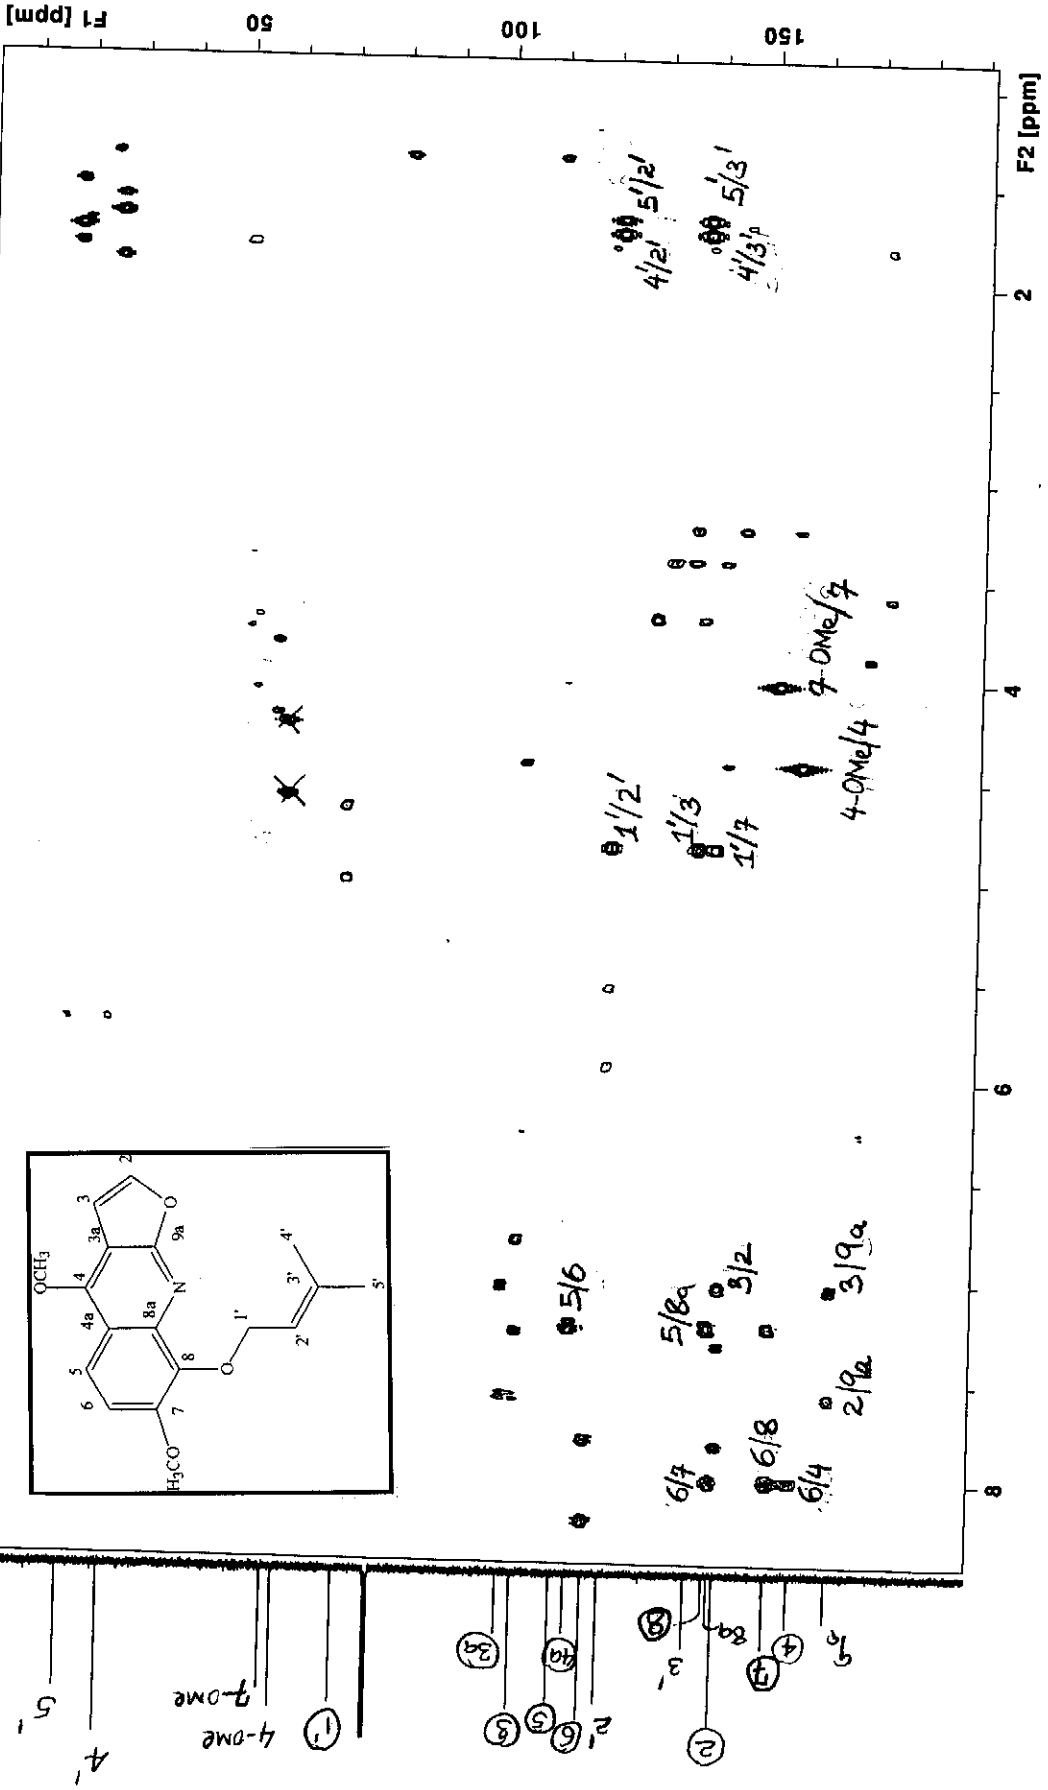 F1 [ppm]
50
100
150
F2 [ppm]
2
4
6
8
4'/2' 5'/2'
4'/3' 5'/3'
7-OMe/7
4-OMe/4
1'/2'
1'/3'
1'/7
5/6
5/8a
3/2
3/9a
2/9a
6/7
6/8
6/4
OCH₃
H₃CO
N
O
O
2
3
3a
4
4a
5
6
7
8
8a
9a
1'
2'
3'
4'
5'
5'
4'
7-OMe
4-OMe
1'
3a
3
5
4a
6
2'
3'
8
8a
2
7
4
9a